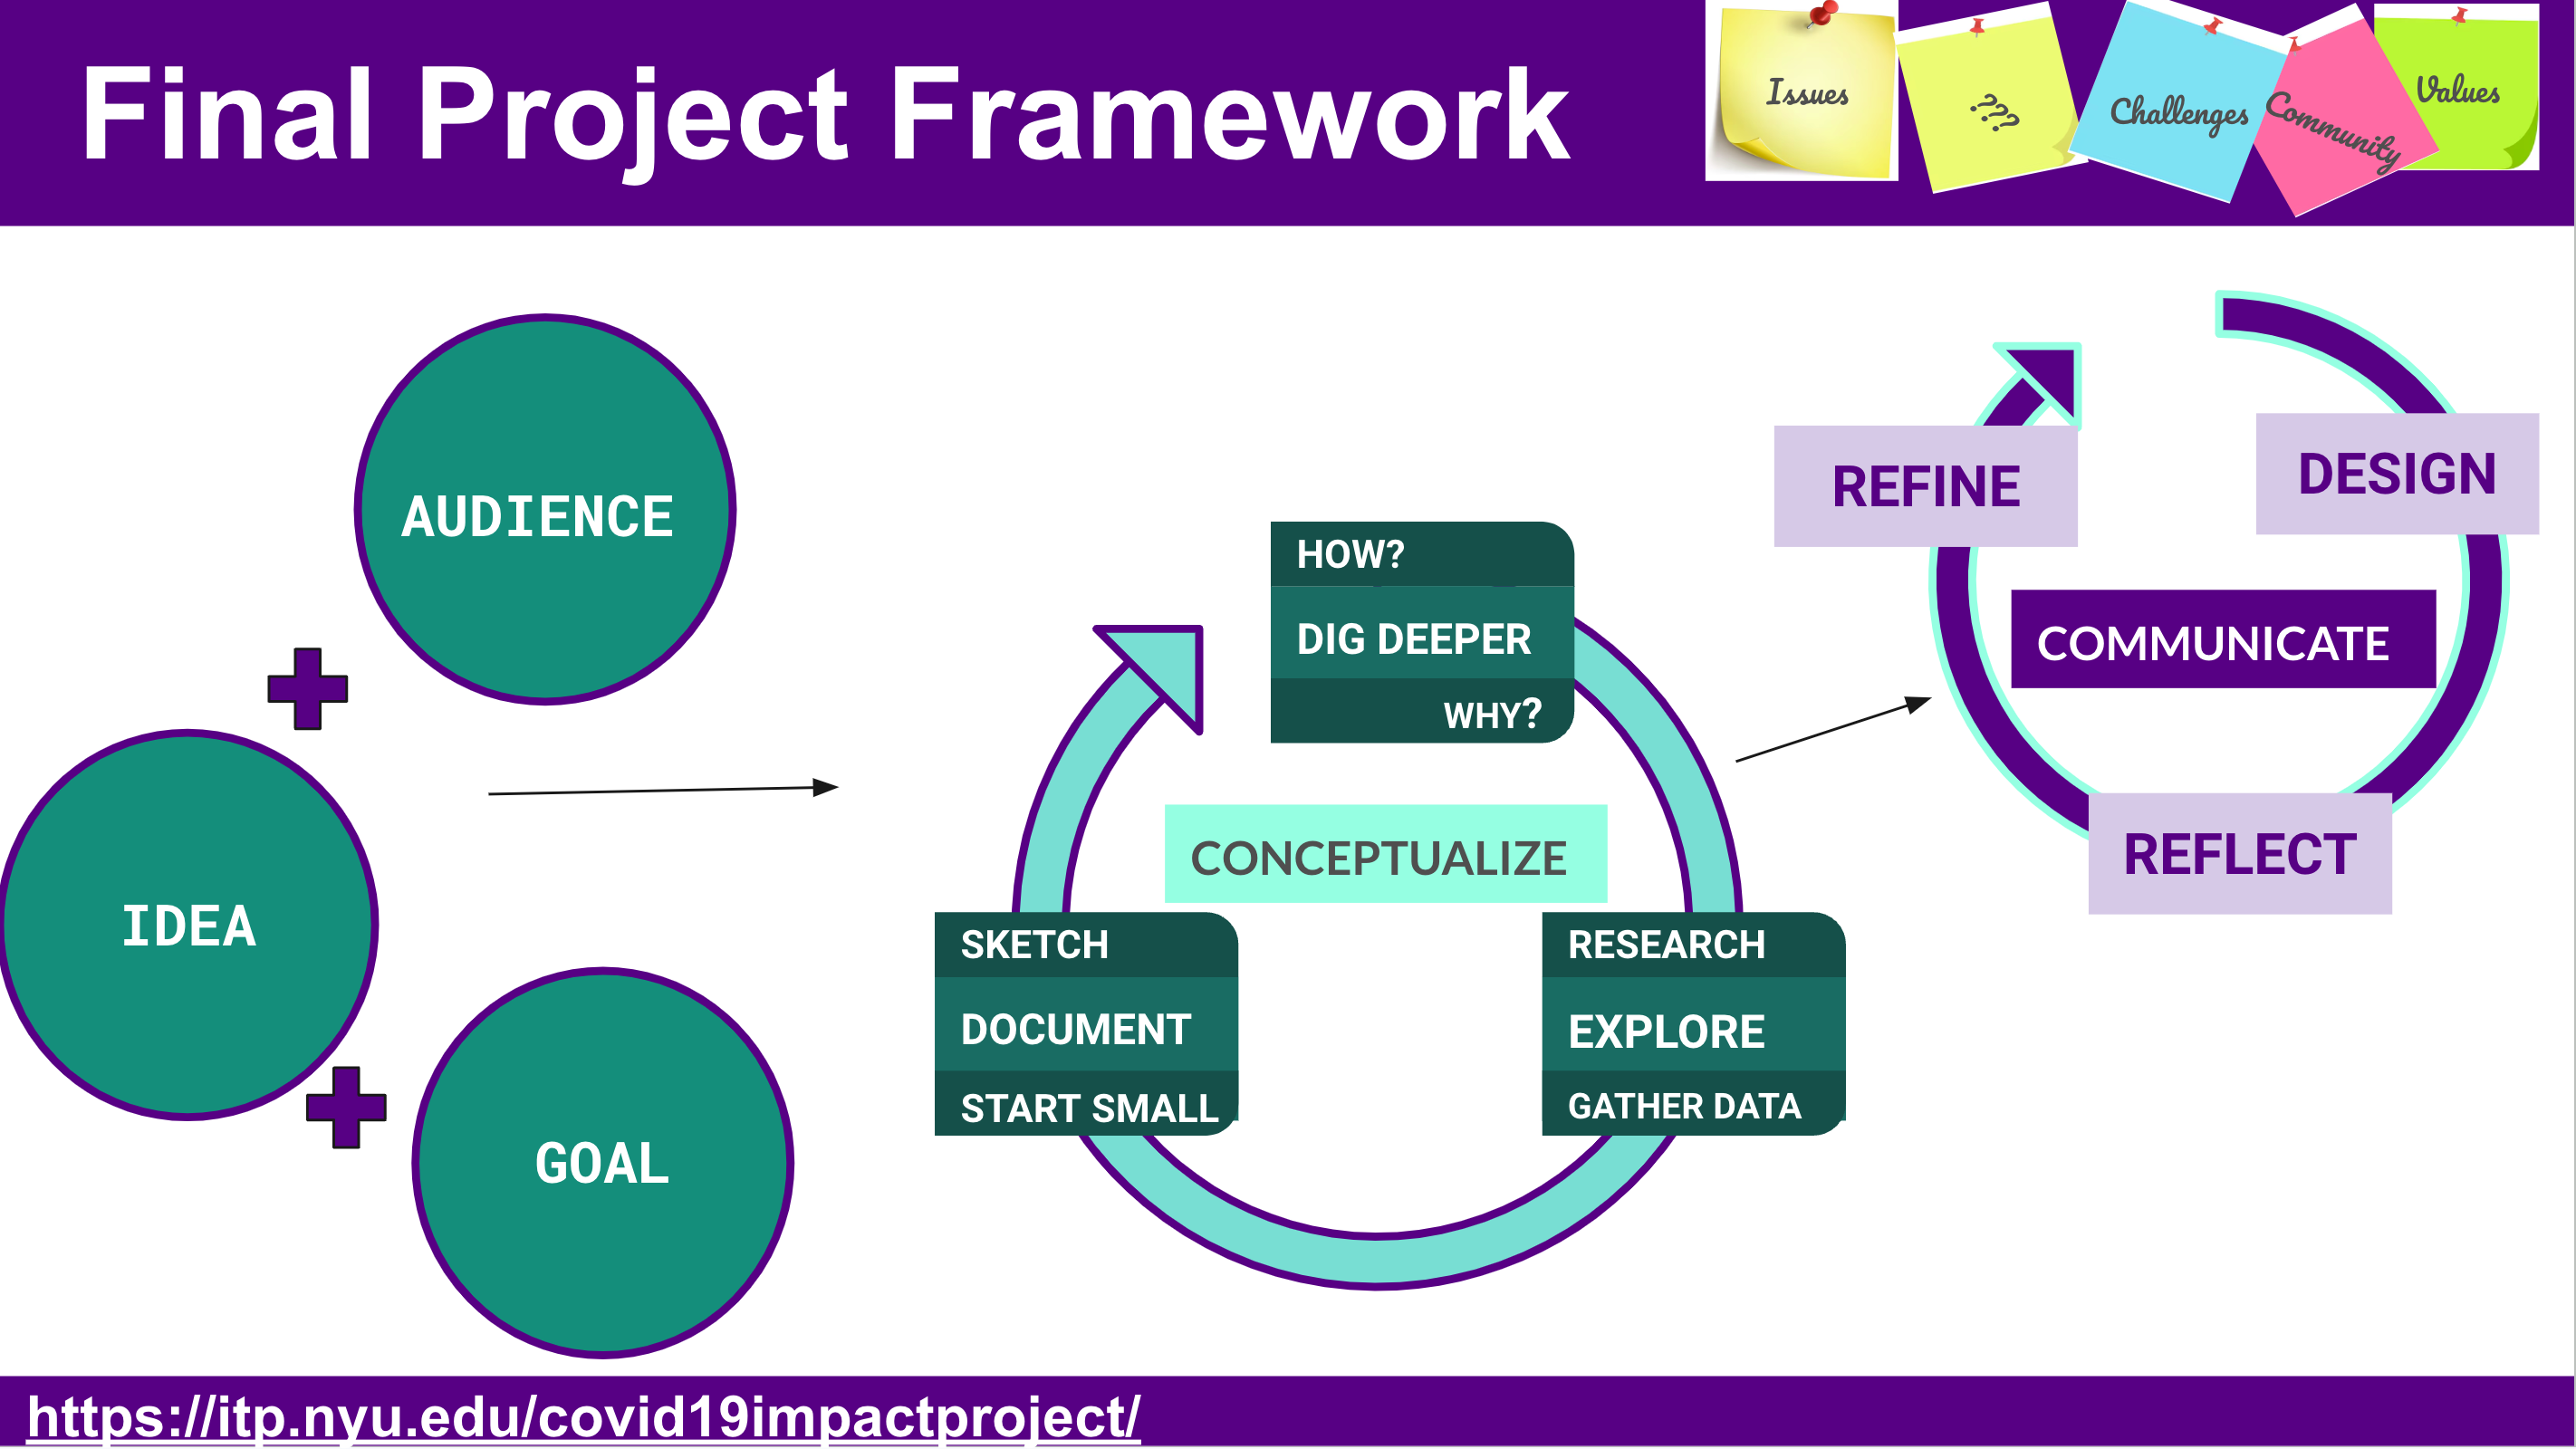 Final Project Framework
Issues
???
Challenges
Community
Values
AUDIENCE
IDEA
GOAL
HOW?
DIG DEEPER
WHY?
CONCEPTUALIZE
SKETCH
DOCUMENT
START SMALL
RESEARCH
EXPLORE
GATHER DATA
REFINE
DESIGN
COMMUNICATE
REFLECT
https://itp.nyu.edu/covid19impactproject/